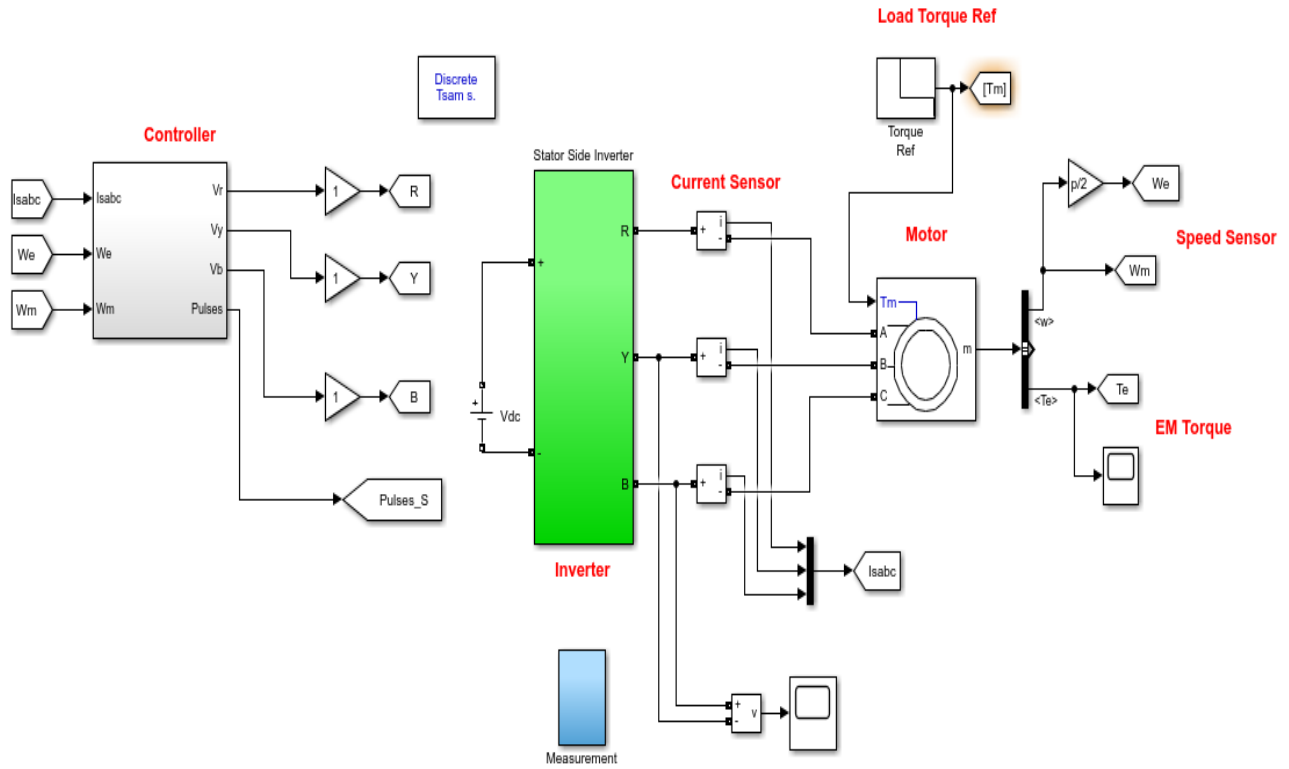 Load Torque Ref
Discrete
Tsam s.
[Tm]
Torque
Ref
Controller
Isabc
We
Wm
Isabc
We
Wm
Vr
Vy
Vb
Pulses
1
R
1
Y
1
B
Pulses_S
Stator Side Inverter
+
-
R
Y
B
+
Vdc
Inverter
Current Sensor
+
i
-
+
i
-
+
i
-
Isabc
Motor
Tm
A
B
C
m
<w>
<Te>
p/2
We
Speed Sensor
Wm
Te
EM Torque
+
-
v
Measurement